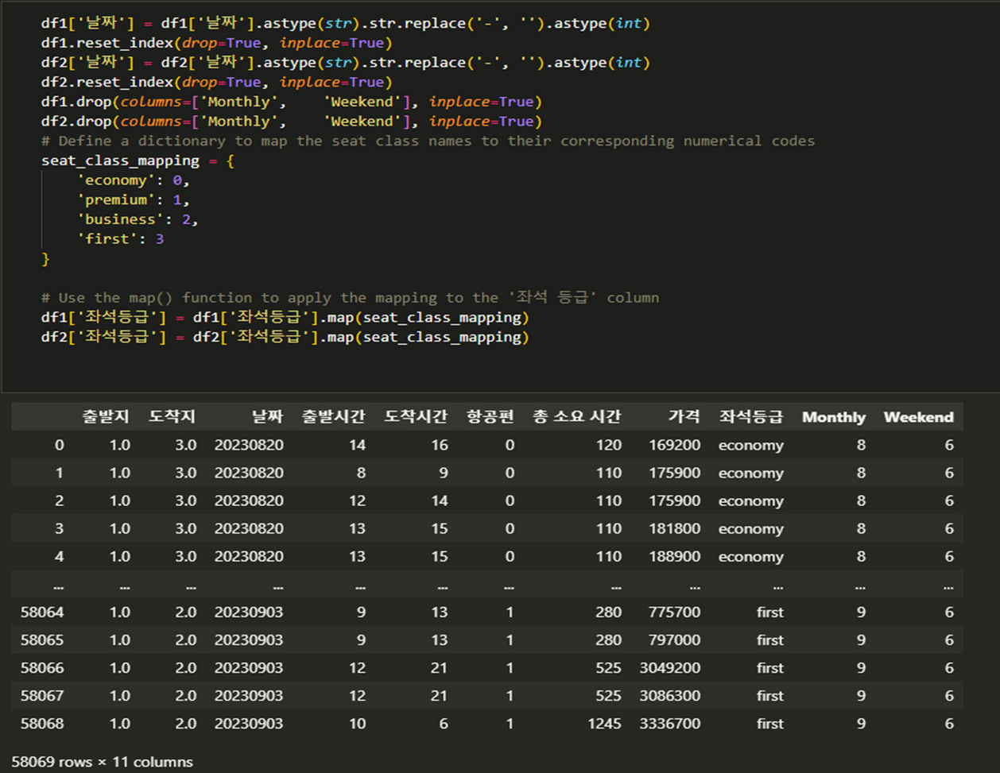 df1['날짜'] = df1['날짜'].astype(str).str.replace('-', '').astype(int)
df1.reset_index(drop=True, inplace=True)
df2['날짜'] = df2['날짜'].astype(str).str.replace('-', '').astype(int)
df2.reset_index(drop=True, inplace=True)
df1.drop(columns=['Monthly',    'Weekend'], inplace=True)
df2.drop(columns=['Monthly',    'Weekend'], inplace=True)
# Define a dictionary to map the seat class names to their corresponding numerical codes
seat_class_mapping = {
    'economy': 0,
    'premium': 1,
    'business': 2,
    'first': 3
}
# Use the map() function to apply the mapping to the '좌석 등급' column
df1['좌석등급'] = df1['좌석등급'].map(seat_class_mapping)
df2['좌석등급'] = df2['좌석등급'].map(seat_class_mapping)
출발지 도착지 날짜 출발시간 도착시간 항공편 총 소요 시간 가격 좌석등급 Monthly Weekend
0 1.0 3.0 20230820 14 16 0 120 169200 economy 8 6
1 1.0 3.0 20230820 8 9 0 110 175900 economy 8 6
2 1.0 3.0 20230820 12 14 0 110 175900 economy 8 6
3 1.0 3.0 20230820 13 15 0 110 181800 economy 8 6
4 1.0 3.0 20230820 13 15 0 110 188900 economy 8 6
... ... ... ... ... ... ... ... ... ... ... ...
58064 1.0 2.0 20230903 9 13 1 280 775700 first 9 6
58065 1.0 2.0 20230903 9 13 1 280 797000 first 9 6
58066 1.0 2.0 20230903 12 21 1 525 3049200 first 9 6
58067 1.0 2.0 20230903 12 21 1 525 3086300 first 9 6
58068 1.0 2.0 20230903 10 6 1 1245 3336700 first 9 6
58069 rows × 11 columns